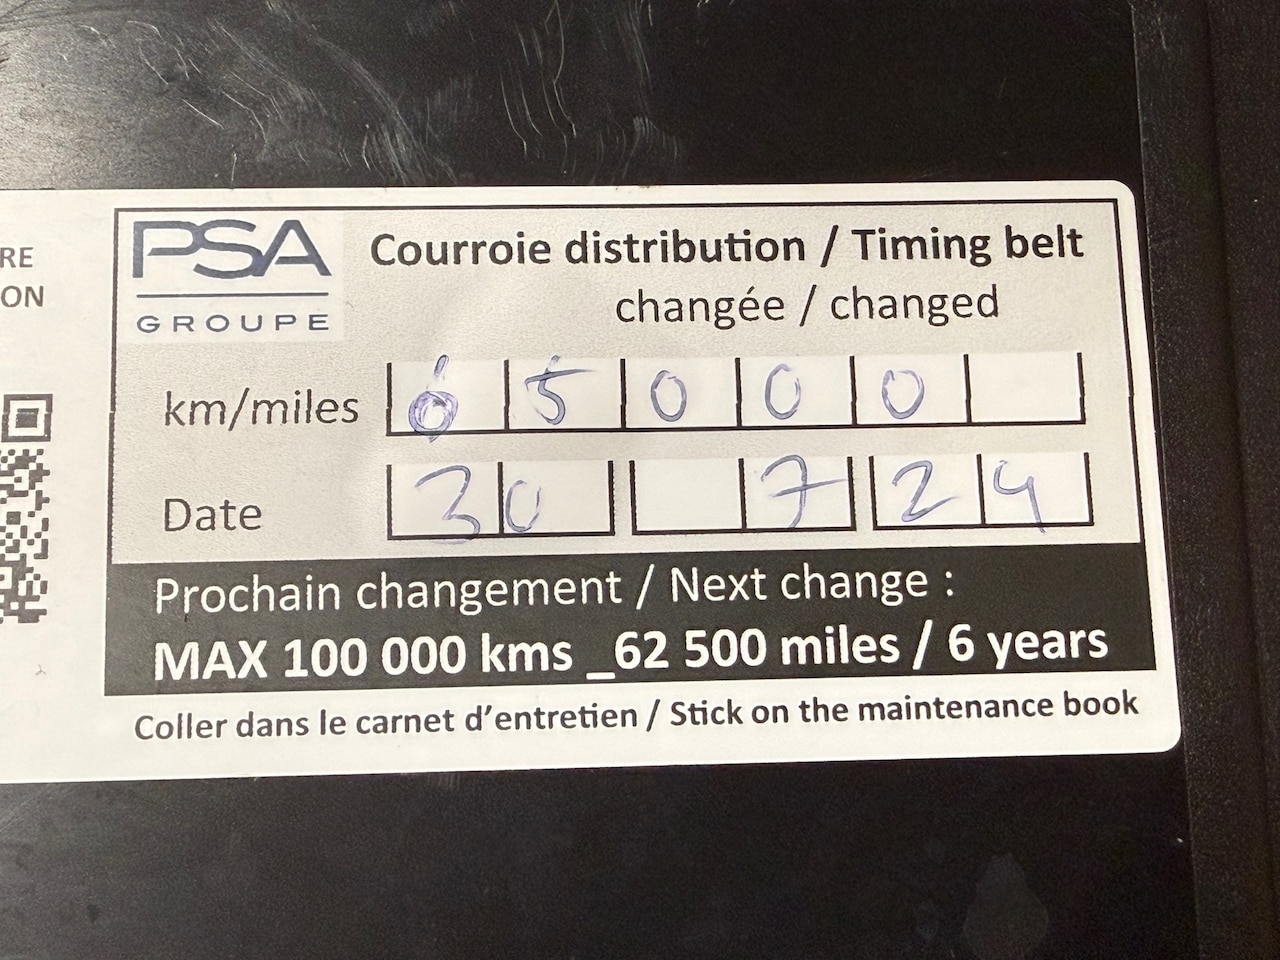 RE
ON
PSA
GROUPE
Courroie distribution / Timing belt
changée / changed
km/miles 65000
Date 30 7 24
Prochain changement / Next change :
MAX 100 000 kms _62 500 miles / 6 years
Coller dans le carnet d'entretien / Stick on the maintenance book